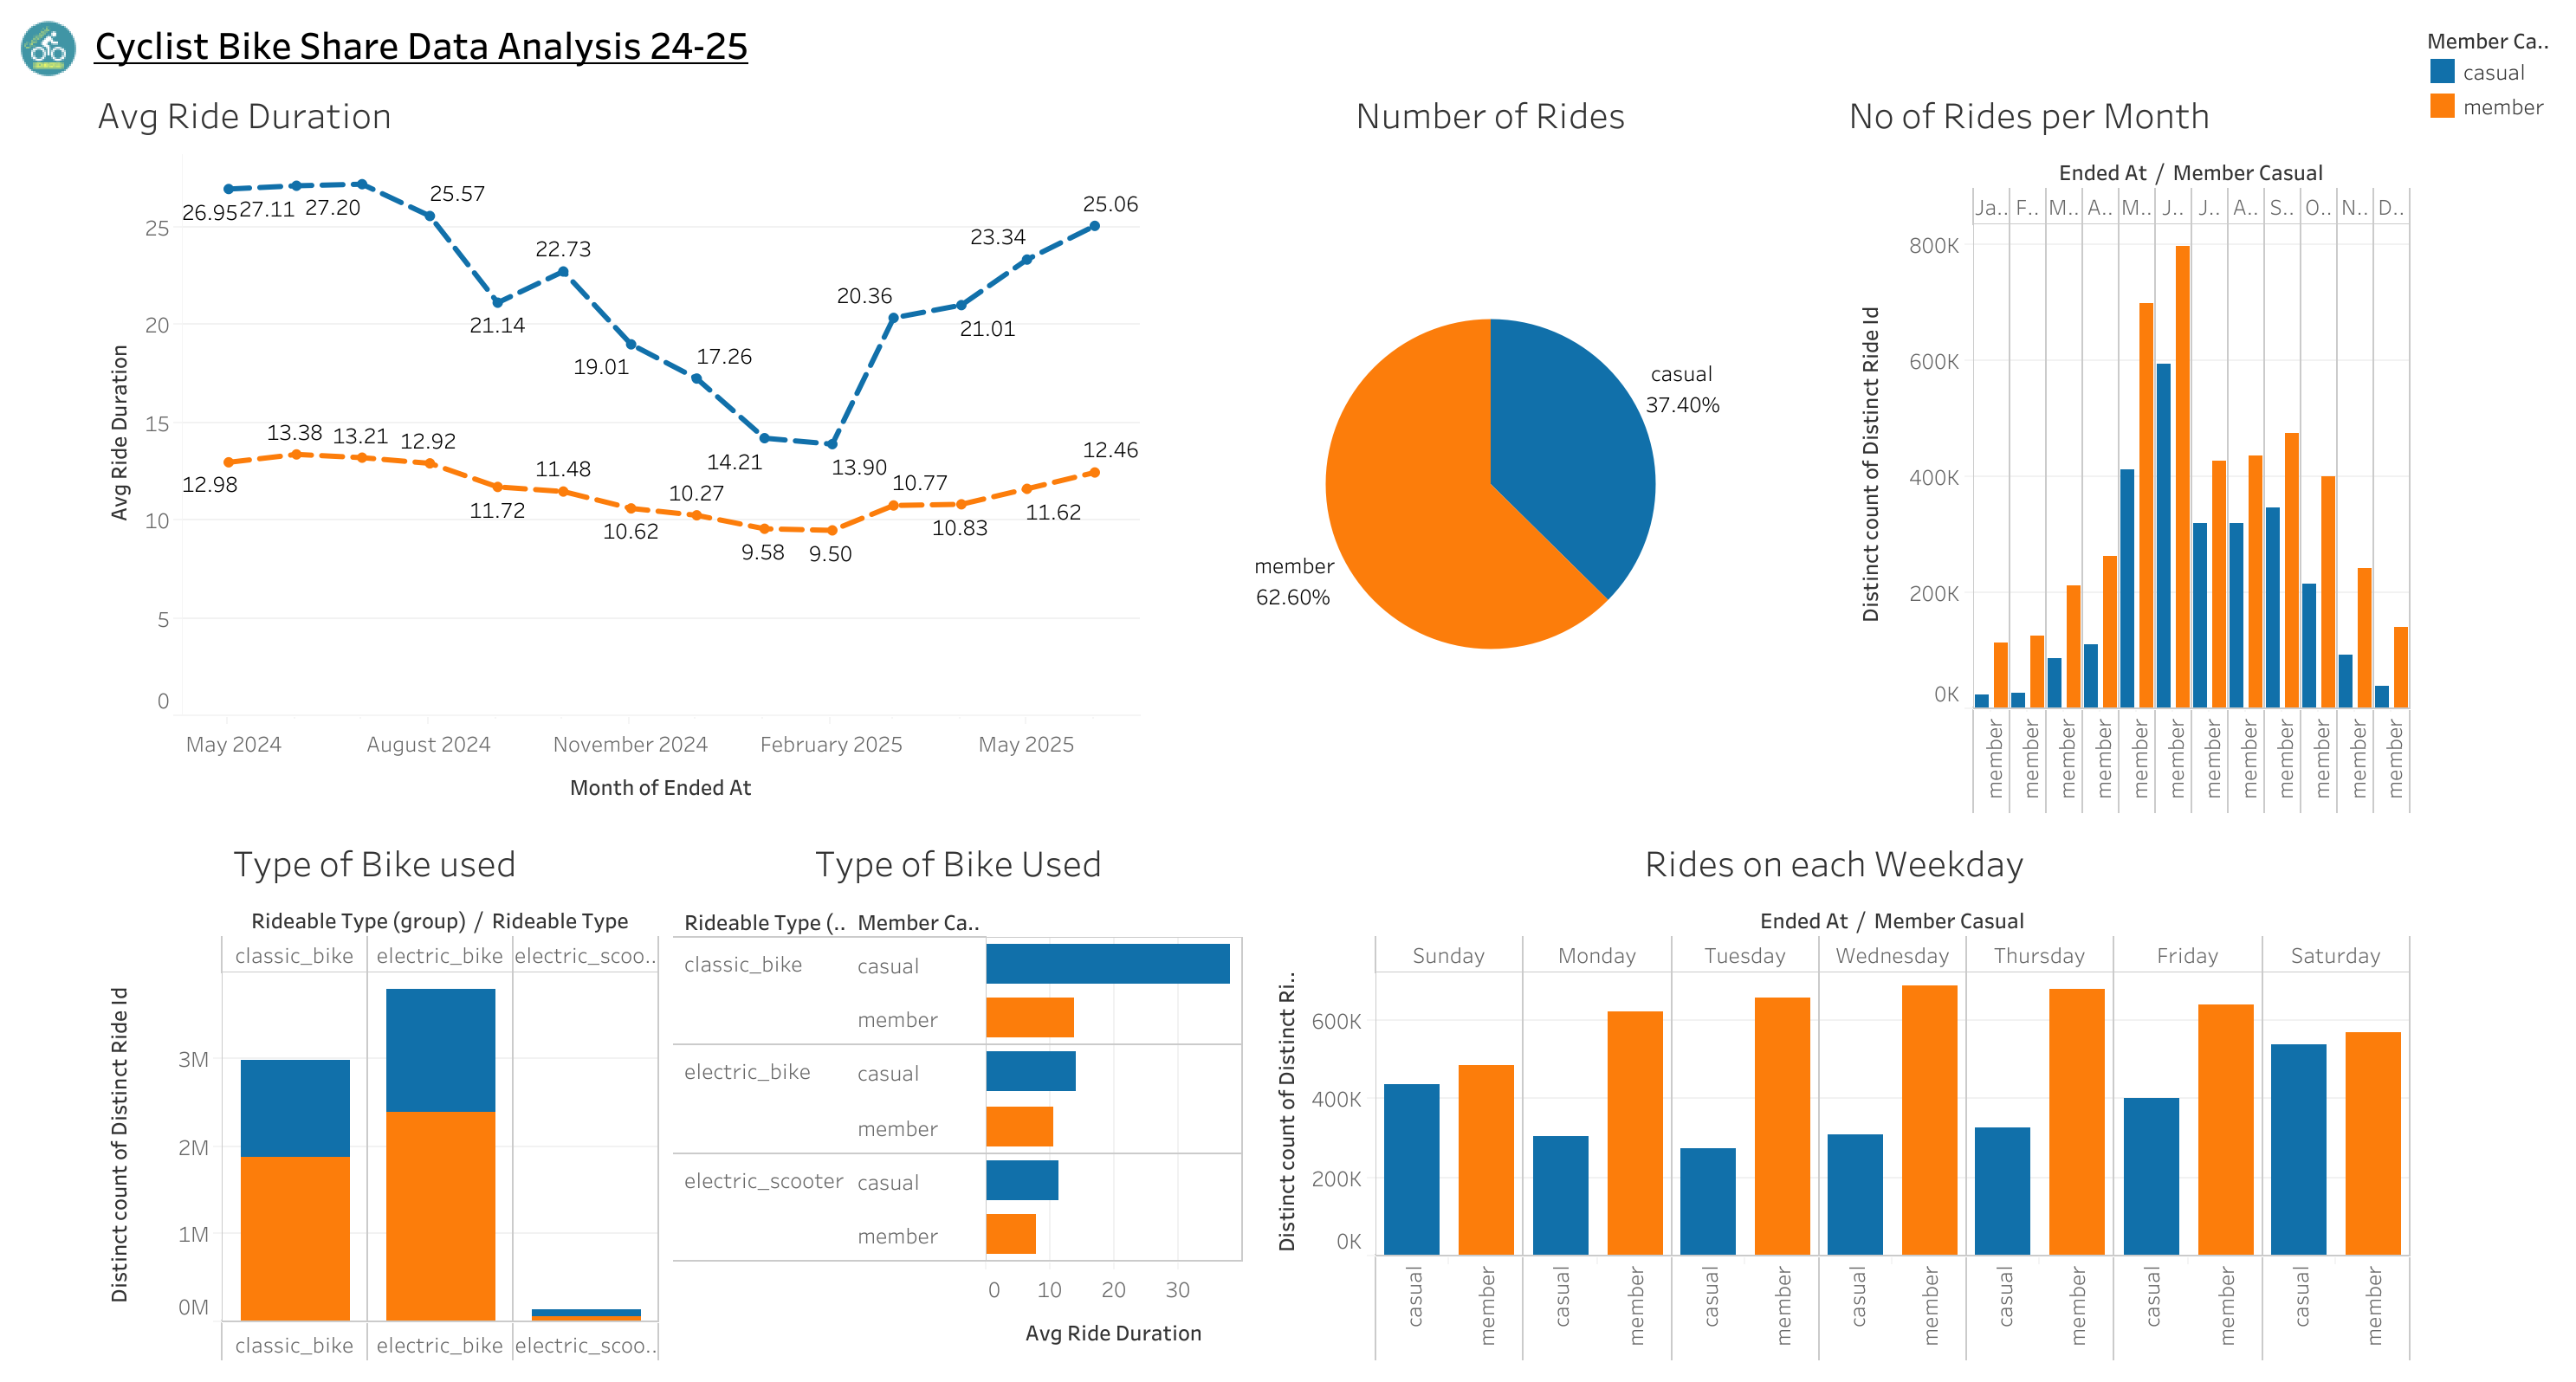 Cyclist Bike Share Data Analysis 24-25
Member Ca..
casual
member
Avg Ride Duration
Avg Ride Duration
25
20
15
10
5
0
26.95
27.11
27.20
25.57
21.14
22.73
19.01
17.26
14.21
13.90
20.36
21.01
23.34
25.06
12.98
13.38
13.21
12.92
11.72
11.48
10.62
10.27
9.58
9.50
10.77
10.83
11.62
12.46
May 2024
August 2024
November 2024
February 2025
May 2025
Month of Ended At
Number of Rides
casual
37.40%
member
62.60%
No of Rides per Month
Ended At / Member Casual
Ja.. F.. M.. A.. M.. J.. J.. A.. S.. O.. N.. D..
Distinct count of Distinct Ride Id
800K
600K
400K
200K
0K
member member member member member member member member member member member member
Type of Bike used
Rideable Type (group) / Rideable Type
classic_bike electric_bike electric_scoo..
Distinct count of Distinct Ride Id
3M
2M
1M
0M
classic_bike electric_bike electric_scoo..
Type of Bike Used
Rideable Type (.. Member Ca..
classic_bike casual
member
electric_bike casual
member
electric_scooter casual
member
0 10 20 30
Avg Ride Duration
Rides on each Weekday
Ended At / Member Casual
Sunday Monday Tuesday Wednesday Thursday Friday Saturday
Distinct count of Distinct Ri..
600K
400K
200K
0K
casual member casual member casual member casual member casual member casual member casual member